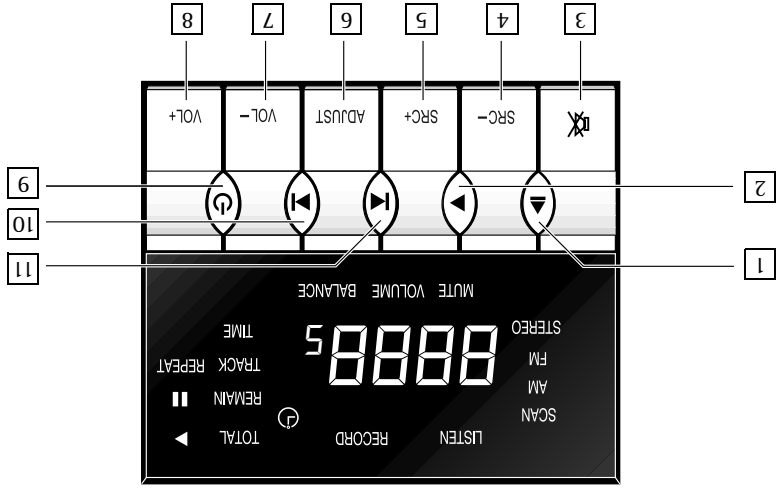 LISTEN RECORD TOTAL
SCAN REMAIN
AM
FM TRACK REPEAT
STEREO 8888 5 TIME
MUTE VOLUME BALANCE
1 11
10
2 9
SRC− SRC+ ADJUST VOL− VOL+
3 4 5 6 7 8